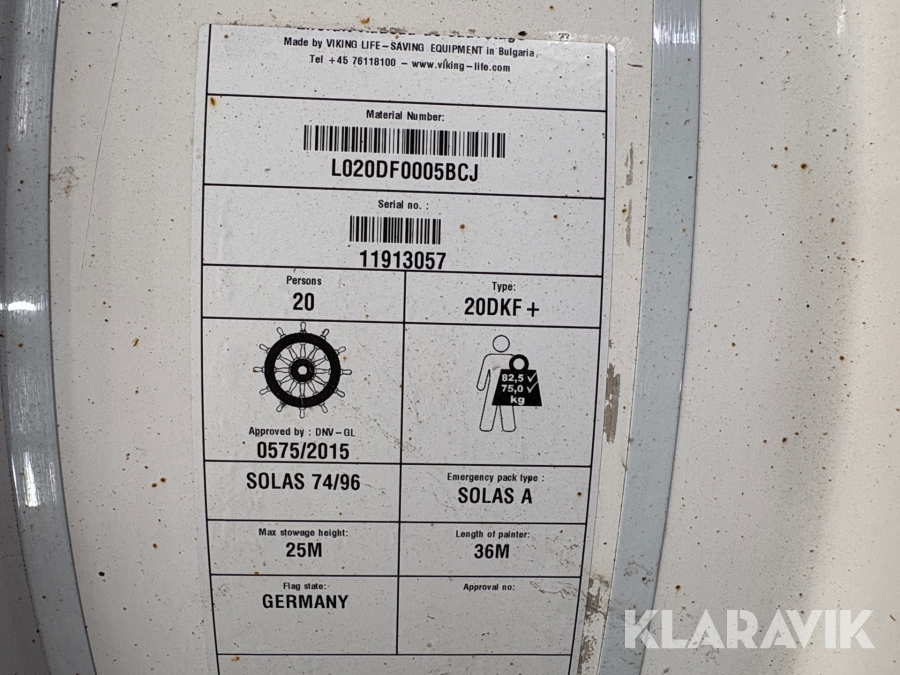 Made by VIKING LIFE-SAVING EQUIPMENT in Bulgaria
Tel +45 76118100 - www.viking-life.com
Material Number:
L020DF0005BCJ
Serial no. :
11913057
Persons
20
Type:
20DKF+
82,5 ✓
75,0 ✓
kg
Approved by : DNV-GL
0575/2015
SOLAS 74/96
Emergency pack type :
SOLAS A
Max stowage height:
25M
Length of painter:
36M
Flag state:
GERMANY
Approval no:
KLARAVIK